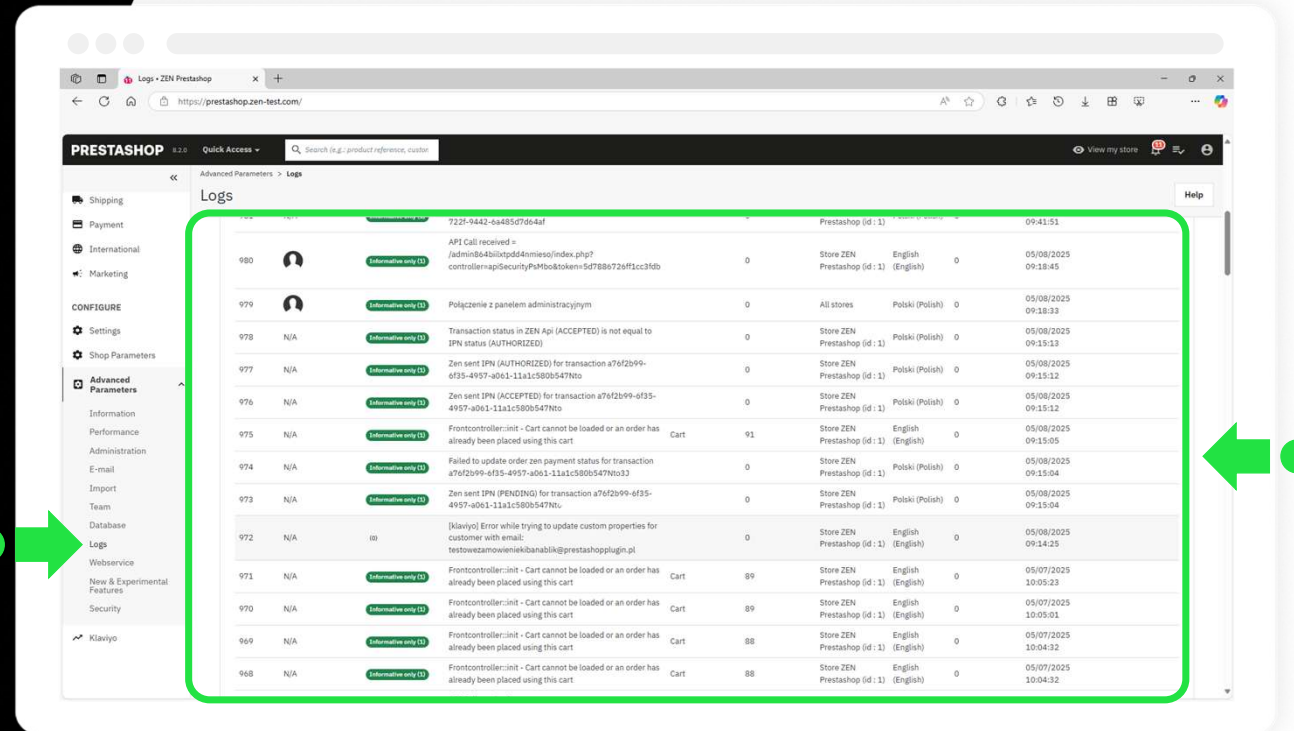 Logs • ZEN Prestashop
https://prestashop.zen-test.com/
PRESTASHOP 8.2.0 Quick Access Search (e.g.: product reference, custon View my store
Advanced Parameters > Logs
Logs
Help
Shipping
Payment
International
Marketing
CONFIGURE
Settings
Shop Parameters
Advanced
Parameters
Information
Performance
Administration
E-mail
Import
Team
Database
Logs
Webservice
New & Experimental
Features
Security
Klaviyo
722f-9442-6a485d7d64af Prestashop (id : 1) 09:41:51
API Call received =
980 Informative only (1) /admin864biilxtpdd4nmieso/index.php? 0 Store ZEN English 0 05/08/2025
controller=apiSecurityPsMbo&token=5d7886726ff1cc3fdb Prestashop (id : 1) (English) 09:18:45
979 Informative only (1) Połączenie z panelem administracyjnym 0 All stores Polski (Polish) 0 05/08/2025
09:18:33
978 N/A Informative only (1) Transaction status in ZEN Api (ACCEPTED) is not equal to 0 Store ZEN Polski (Polish) 0 05/08/2025
IPN status (AUTHORIZED) Prestashop (id : 1) 09:15:13
977 N/A Informative only (1) Zen sent IPN (AUTHORIZED) for transaction a76f2b99- 0 Store ZEN Polski (Polish) 0 05/08/2025
6f35-4957-a061-11a1c580b547Nto Prestashop (id : 1) 09:15:12
976 N/A Informative only (1) Zen sent IPN (ACCEPTED) for transaction a76f2b99-6f35- 0 Store ZEN Polski (Polish) 0 05/08/2025
4957-a061-11a1c580b547Nto Prestashop (id : 1) 09:15:12
975 N/A Informative only (1) Frontcontroller::init - Cart cannot be loaded or an order has Cart 91 Store ZEN English 0 05/08/2025
already been placed using this cart Prestashop (id : 1) (English) 09:15:05
974 N/A Informative only (1) Failed to update order zen payment status for transaction 0 Store ZEN Polski (Polish) 0 05/08/2025
a76f2b99-6f35-4957-a061-11a1c580b547Nto3J Prestashop (id : 1) 09:15:04
973 N/A Informative only (1) Zen sent IPN (PENDING) for transaction a76f2b99-6f35- 0 Store ZEN Polski (Polish) 0 05/08/2025
Prestashop (id : 1) 09:15:04
[klaviyo] Error while trying to update custom properties for
972 N/A (0) customer with email: 0 Store ZEN English 0 05/08/2025
testowezamowieniekibanablik@prestashopplugin.pl Prestashop (id : 1) (English) 09:14:25
971 N/A Informative only (1) Frontcontroller::init - Cart cannot be loaded or an order has Cart 89 Store ZEN English 0 05/07/2025
already been placed using this cart Prestashop (id : 1) (English) 10:05:23
970 N/A Informative only (1) Frontcontroller::init - Cart cannot be loaded or an order has Cart 89 Store ZEN English 0 05/07/2025
already been placed using this cart Prestashop (id : 1) (English) 10:05:01
969 N/A Informative only (1) Frontcontroller::init - Cart cannot be loaded or an order has Cart 88 Store ZEN English 0 05/07/2025
already been placed using this cart Prestashop (id : 1) (English) 10:04:32
968 N/A Informative only (1) Frontcontroller::init - Cart cannot be loaded or an order has Cart 88 Store ZEN English 0 05/07/2025
already been placed using this cart Prestashop (id : 1) (English) 10:04:32